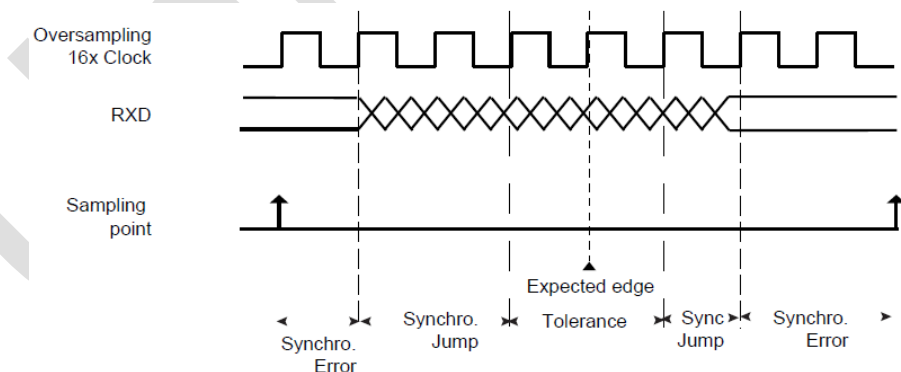 Oversampling
16x Clock
RXD
Sampling
point
Expected edge
Synchro.
Error
Synchro.
Jump
Tolerance
Sync
Jump
Synchro.
Error